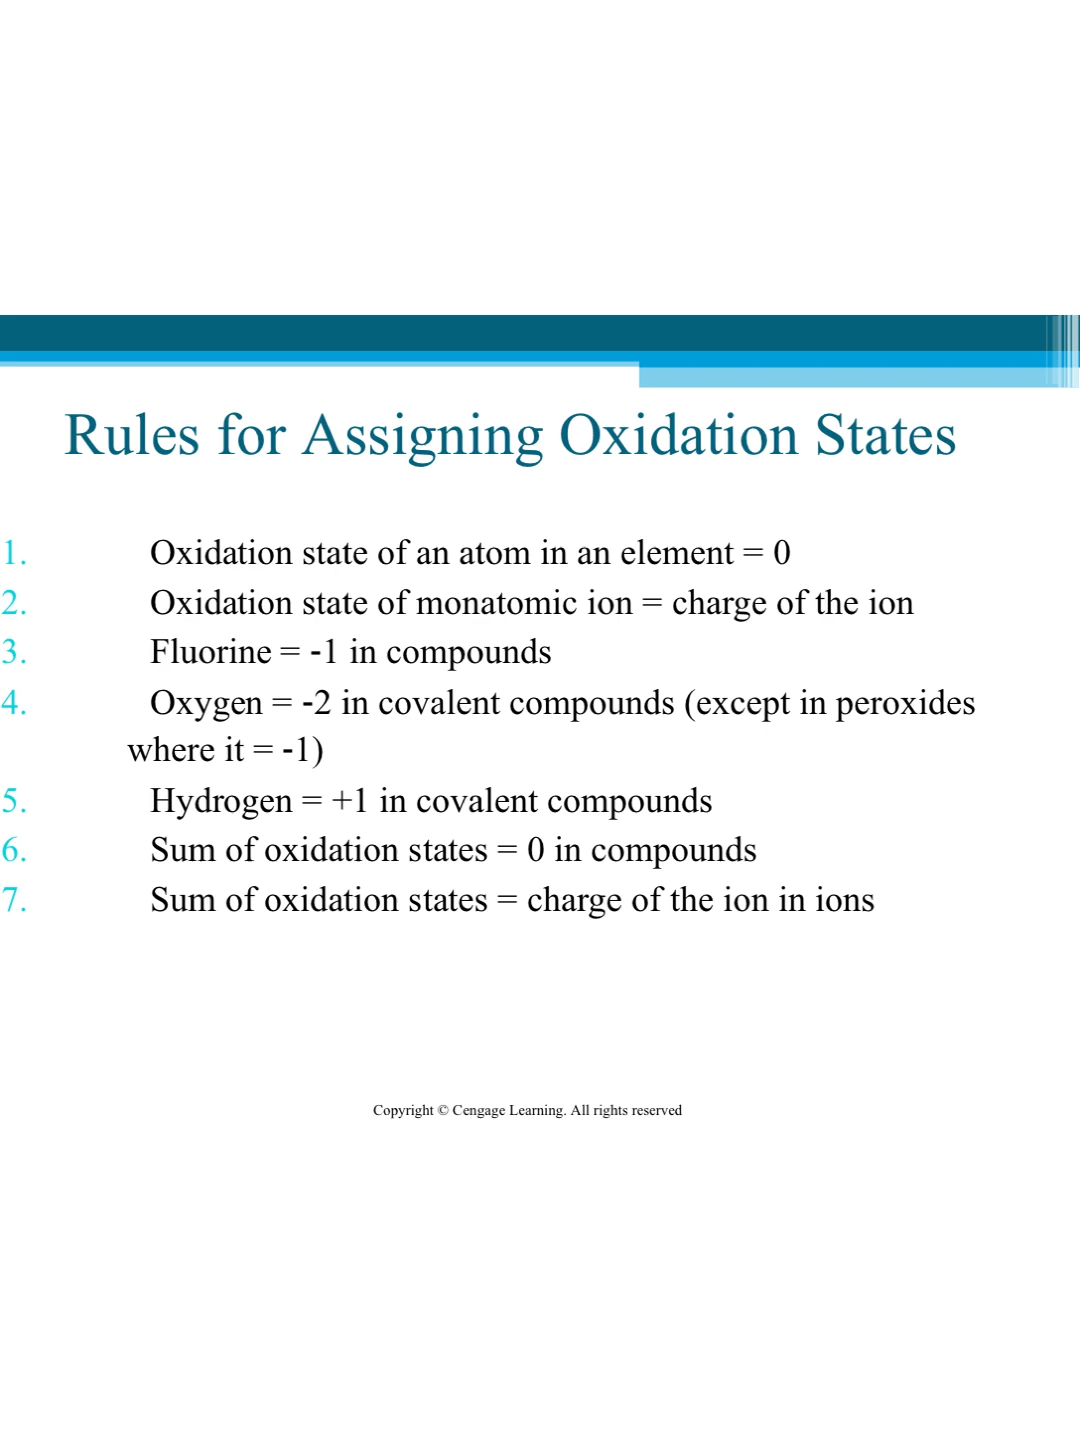 Rules for Assigning Oxidation States
1. Oxidation state of an atom in an element = 0
2. Oxidation state of monatomic ion = charge of the ion
3. Fluorine = -1 in compounds
4. Oxygen = -2 in covalent compounds (except in peroxides
where it = -1)
5. Hydrogen = +1 in covalent compounds
6. Sum of oxidation states = 0 in compounds
7. Sum of oxidation states = charge of the ion in ions
Copyright © Cengage Learning. All rights reserved